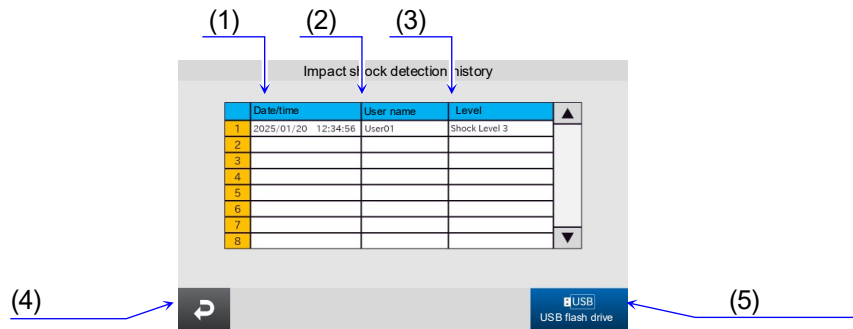 (1) (2) (3)
Impact shock detection history
Date/time User name Level
1 2025/01/20 12:34:56 User01 Shock Level 3
2
3
4
5
6
7
8
(4) (5)
USB
USB flash drive